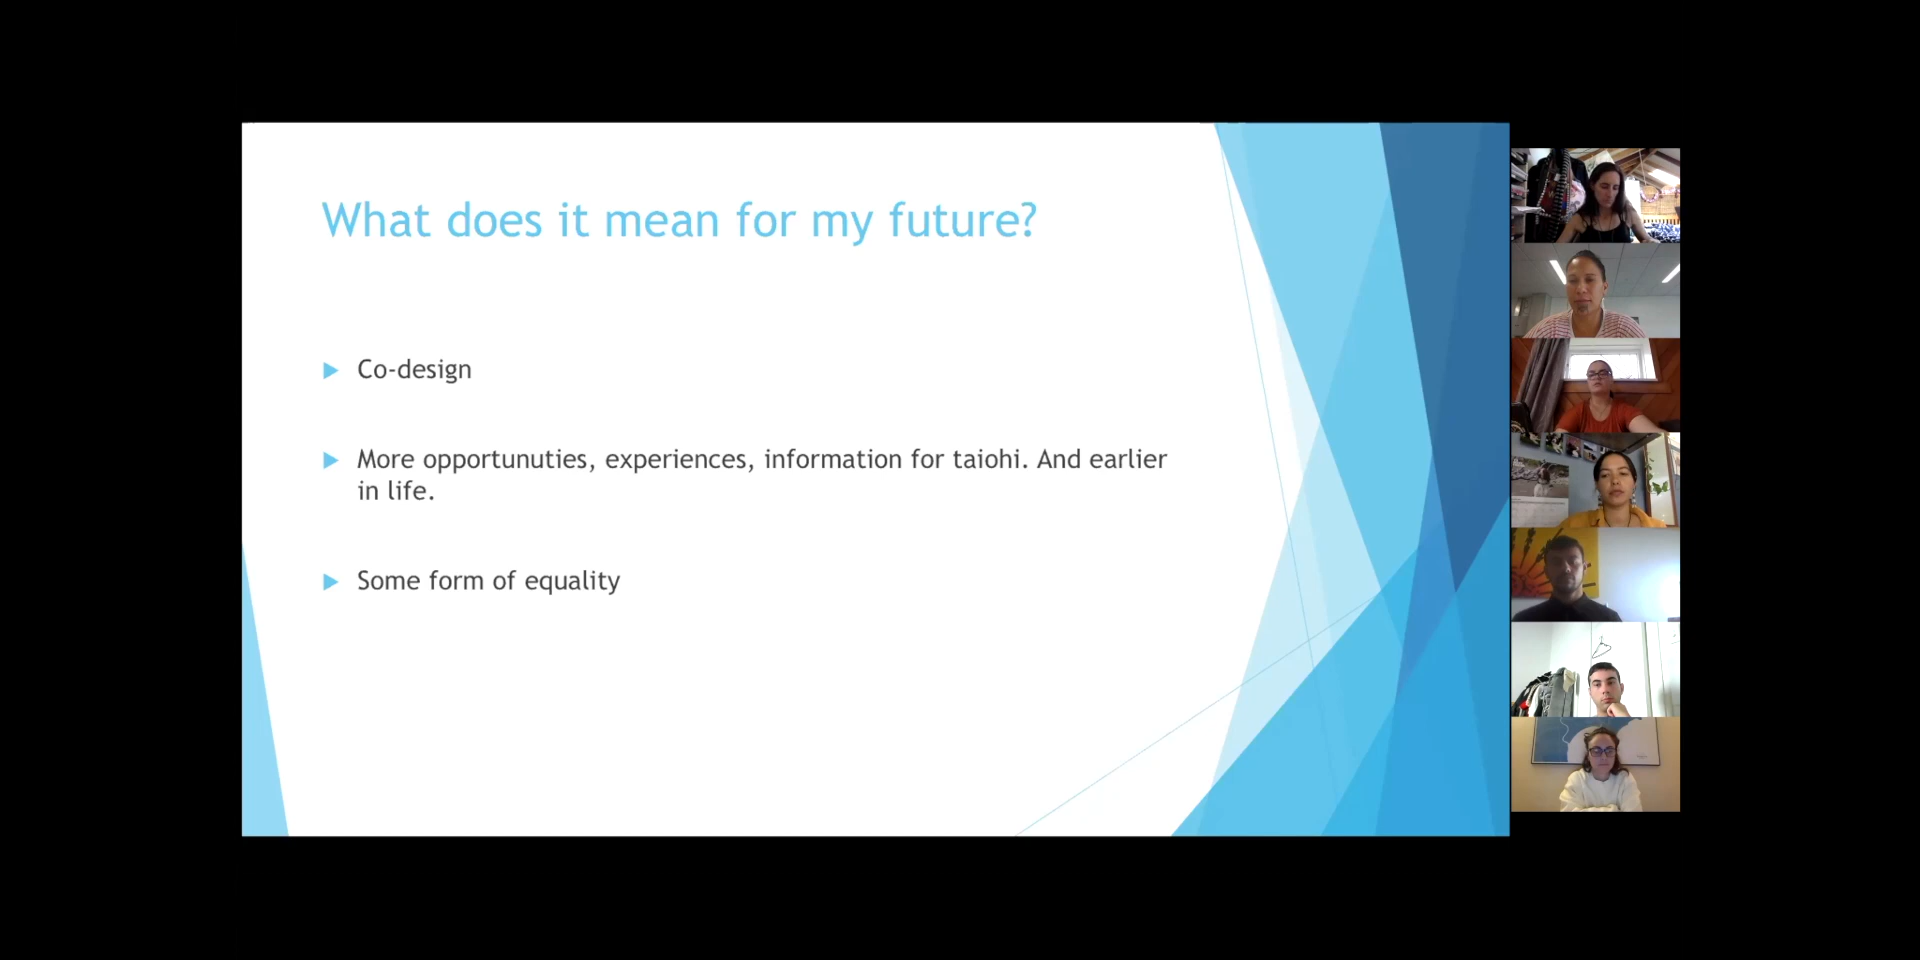 What does it mean for my future?
Co-design
More opportunuties, experiences, information for taiohi. And earlier
in life.
Some form of equality